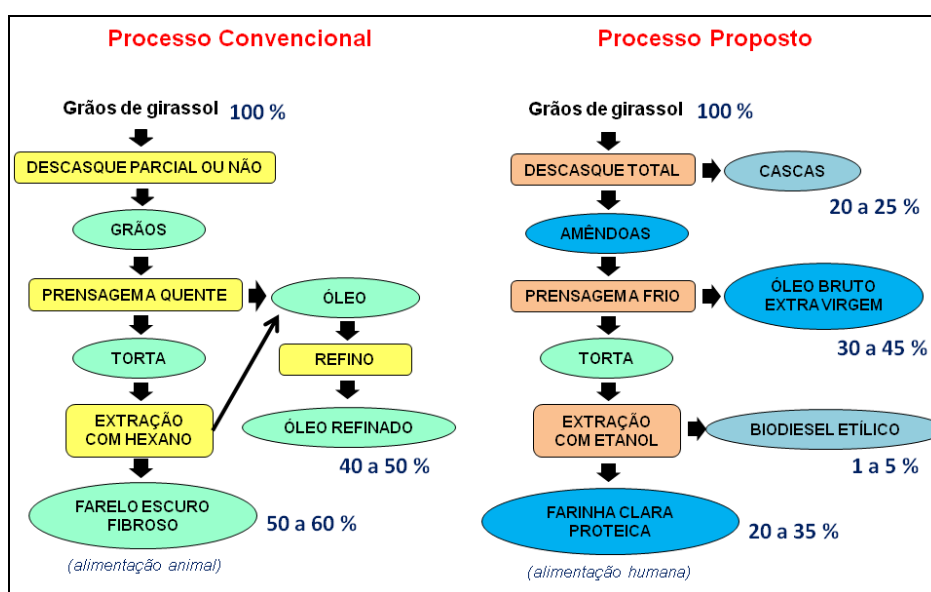 Processo Convencional
Grãos de girassol 100 %
DESCASQUE PARCIAL OU NÃO
GRÃOS
PRENSAGEM A QUENTE
ÓLEO
TORTA
REFINO
EXTRAÇÃO
COM HEXANO
ÓLEO REFINADO
40 a 50 %
FARELO ESCURO
FIBROSO
50 a 60 %
(alimentação animal)
Processo Proposto
Grãos de girassol 100 %
DESCASQUE TOTAL
CASCAS
20 a 25 %
AMÊNDOAS
PRENSAGEM A FRIO
ÓLEO BRUTO
EXTRA VIRGEM
30 a 45 %
TORTA
EXTRAÇÃO
COM ETANOL
BIODIESEL ETÍLICO
1 a 5 %
FARINHA CLARA
PROTEICA
20 a 35 %
(alimentação humana)